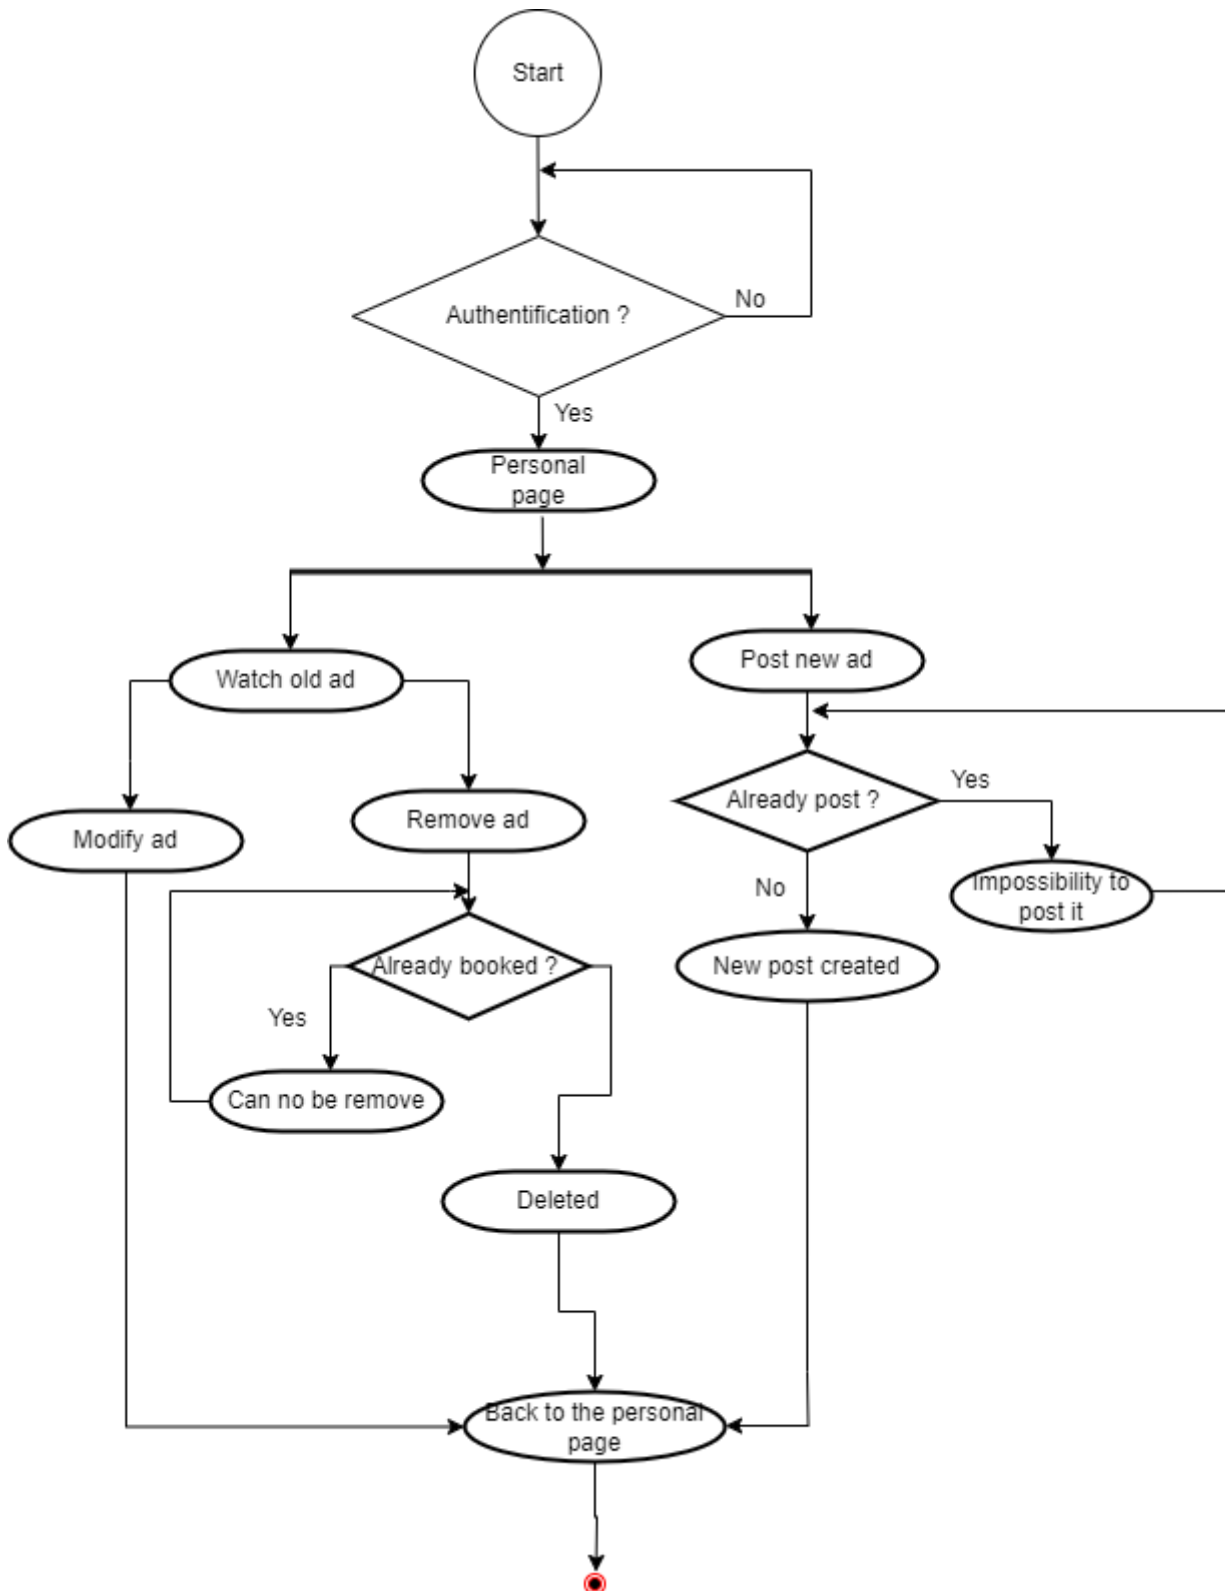 Start
No
Authentification ?
Yes
Personal
page
Watch old ad
Post new ad
Modify ad
Remove ad
Already post ?
Yes
Impossibility to
post it
No
Already booked ?
New post created
Yes
Can no be remove
Deleted
Back to the personal
page